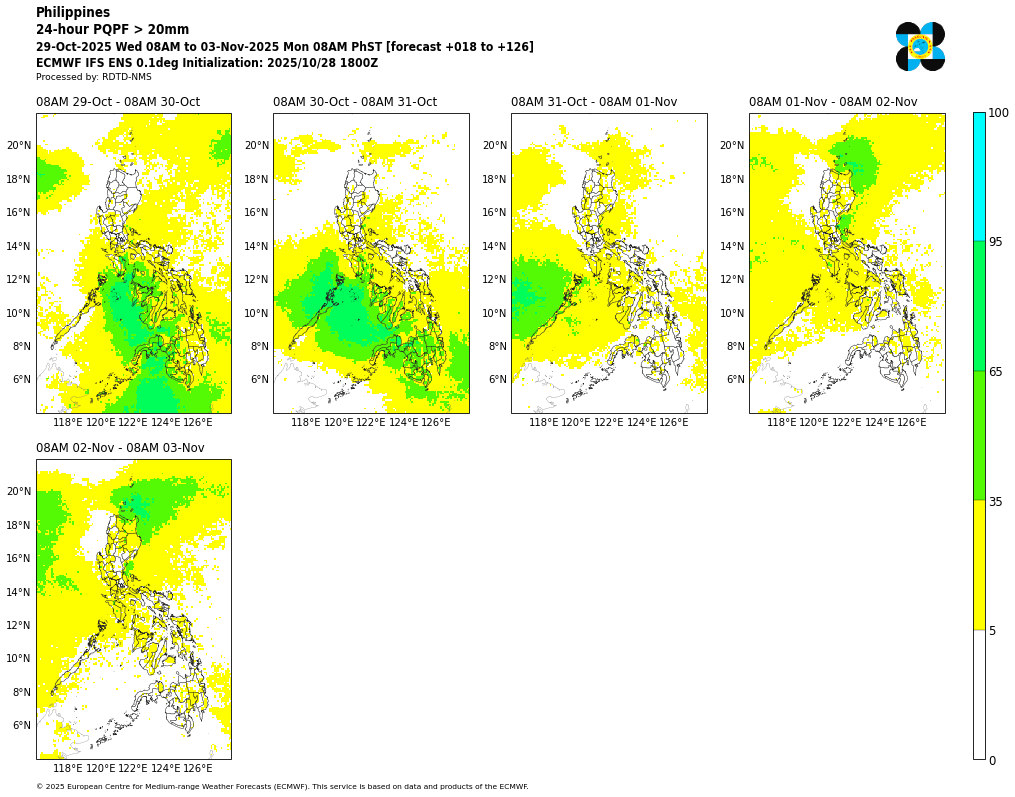 Philippines
24-hour PQPF > 20mm
29-Oct-2025 Wed 08AM to 03-Nov-2025 Mon 08AM PhST [forecast +018 to +126]
ECMWF IFS ENS 0.1deg Initialization: 2025/10/28 1800Z
Processed by: RDTD-NMS
08AM 29-Oct - 08AM 30-Oct
08AM 30-Oct - 08AM 31-Oct
08AM 31-Oct - 08AM 01-Nov
08AM 01-Nov - 08AM 02-Nov
20°N 20°N 20°N 20°N
18°N 18°N 18°N 18°N
16°N 16°N 16°N 16°N
14°N 14°N 14°N 14°N
12°N 12°N 12°N 12°N
10°N 10°N 10°N 10°N
8°N 8°N 8°N 8°N
6°N 6°N 6°N 6°N
118°E 120°E 122°E 124°E 126°E
118°E 120°E 122°E 124°E 126°E
118°E 120°E 122°E 124°E 126°E
118°E 120°E 122°E 124°E 126°E
100
95
65
35
5
0
08AM 02-Nov - 08AM 03-Nov
20°N
18°N
16°N
14°N
12°N
10°N
8°N
6°N
118°E 120°E 122°E 124°E 126°E
© 2025 European Centre for Medium-range Weather Forecasts (ECMWF). This service is based on data and products of the ECMWF.